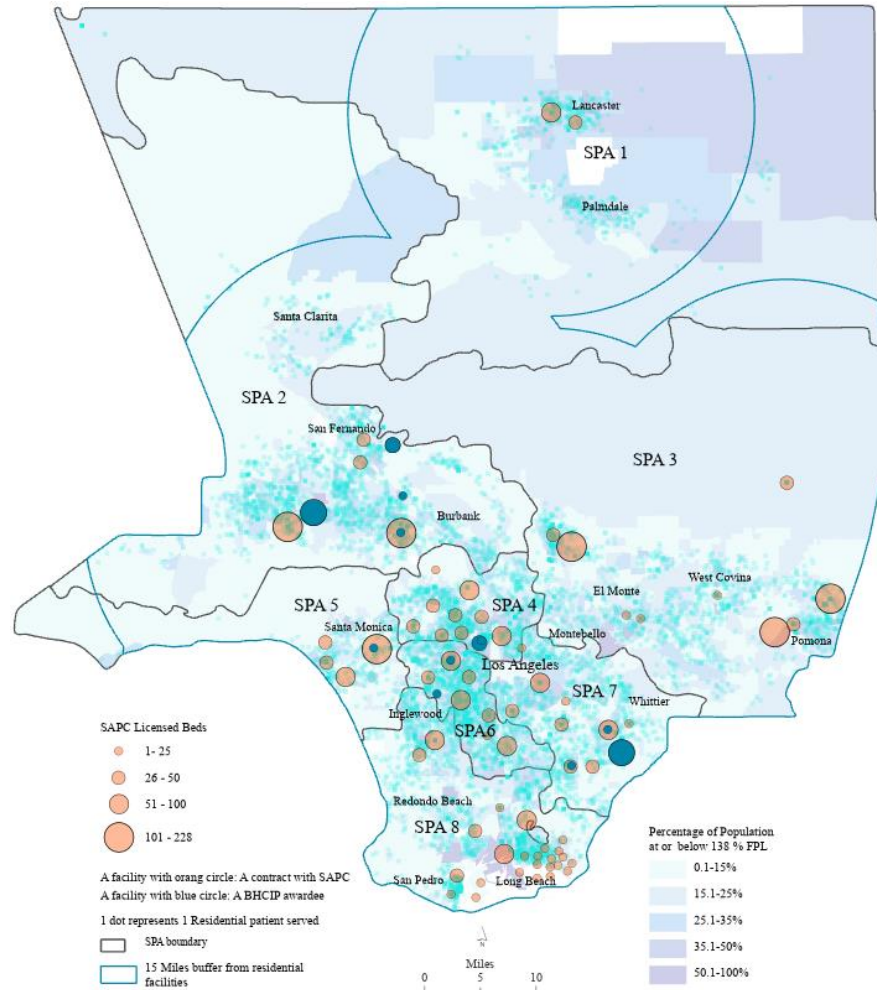 Lancaster
SPA 1
Palmdale
Santa Clarita
SPA 2
San Fernando
SPA 3
Burbank
West Covina
El Monte
SPA 4
SPA 5
Santa Monica
Montebello
Pomona
Los Angeles
SPA 7
Whittier
Inglewood
SPA6
Redondo Beach
SPA 8
San Pedro
Long Beach
SAPC Licensed Beds
1- 25
26 - 50
51 - 100
101 - 228
A facility with orang circle: A contract with SAPC
A facility with blue circle: A BHCIP awardee
1 dot represents 1 Residential patient served
SPA boundary
15 Miles buffer from residential
facilities
N
Miles
0 5 10
Percentage of Population
at or below 138 % FPL
0.1-15%
15.1-25%
25.1-35%
35.1-50%
50.1-100%